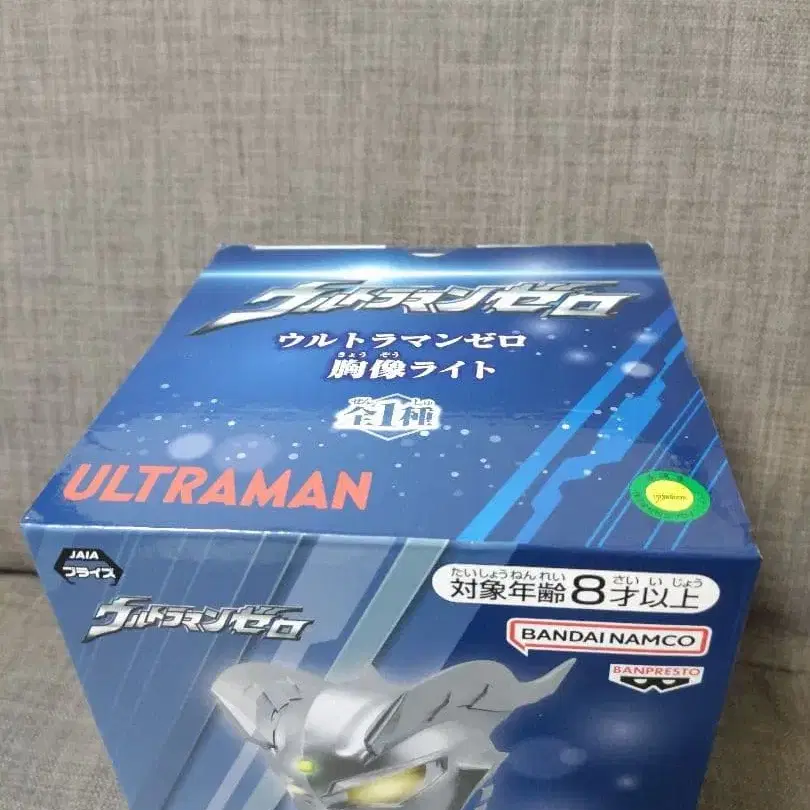 ウルトラマンゼロ
ウルトラマンゼロ
きょう ぞう
胸像ライト
ぜん しゅ
全1種
ULTRAMAN
JAIA
プライズ
たいしょうねんれい さい い じょう
対象年齢8才以上
ウルトラマンゼロ
BANDAI NAMCO
BANPRESTO